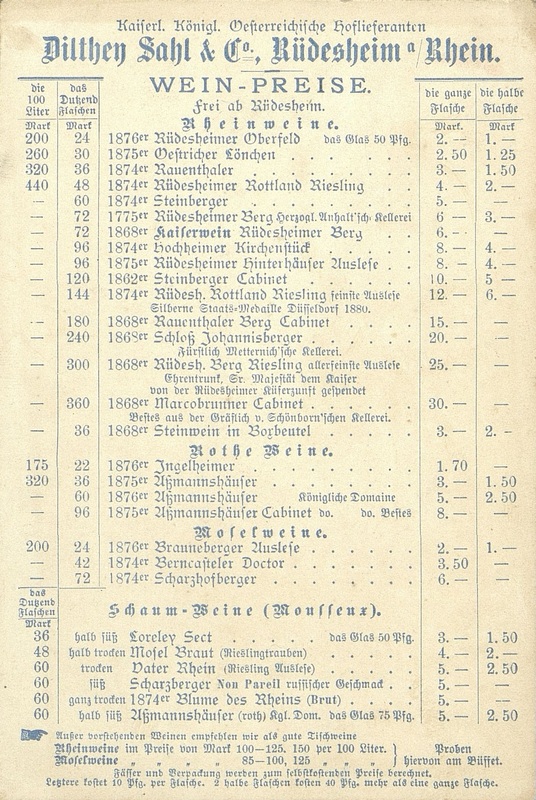 Kaiserl. Königl. Oesterreichische Hoflieferanten
Dilthey Sahl & Co., Rüdesheim a/Rhein.
WEIN-PREISE.
Frei ab Rüdesheim.
die 100 Liter das Dutzend Flaschen die ganze Flasche die halbe Flasche
Mark Mark Mark. Mark
Rheinweine.
200 24 1876er Rüdesheimer Oberfeld das Glas 50 Pfg. 2. — 1. —
260 30 1875er Oestricher Lönchen . . . . . . 2. 50 1. 25
320 36 1874er Rauenthaler . . . . . . . . 3. — 1. 50
440 48 1874er Rüdesheimer Rottland Riesling . . . 4. — 2. —
— 60 1874er Steinberger . . . . . . . . 5. —
— 72 1775er Rüdesheimer Berg Herzogl. Anhalt'sch. Kellerei 6 — 3. —
— 72 1868er Kaiserwein Rüdesheimer Berg . . . 6. —
— 96 1874er Hochheimer Kirchenstück . . . . . 8. — 4. —
— 96 1875er Rüdesheimer Hinterhäuser Auslese . . 8. — 4. —
— 120 1862er Steinberger Cabinet . . . . . . 10. — 5 —
— 144 1874er Rüdesh. Rottland Riesling feinste Auslese 12. — 6. —
Silberne Staats-Medaille Düsseldorf 1880.
— 180 1868er Rauenthaler Berg Cabinet . . . . 15. —
— 240 1868er Schloß Johannisberger . . . . . 20. —
Fürstlich Metternich'sche Kellerei.
— 300 1868er Rüdesh. Berg Riesling allerfeinste Auslese 25. —
Ehrentrunk, Sr. Majestät dem Kaiser
von der Rüdesheimer Küferzunft gespendet
— 360 1868er Marcobrunner Cabinet . . . . . 30. —
Bestes aus der Gräflich v. Schönborn'schen Kellerei.
— 36 1868er Steinwein in Boxbeutel . . . . . 3. — 2. -
Rothe Weine.
175 22 1876er Ingelheimer . . . . . . . . 1. 70 —
320 36 1875er Aßmannshäuser . . . . . . . 3. — 1. 50
— 60 1876er Aßmannshäuser Königliche Domaine 5. — 2. 50
— 96 1875er Aßmannshäuser Cabinet do. do. Bestes 8. — —
Moselweine.
200 24 1876er Brauneberger Auslese . . . . . 2. — 1. —
— 42 1874er Berncasteler Doctor . . . . . . 3. 50 —
— 72 1874er Scharzhofberger . . . . . . . 6. — —
das Dutzend Flaschen
Mark
Schaum-Weine (Mousseux).
36 halb süß Loreley Sect . . . . . das Glas 50 Pfg. 3. — 1. 50
48 halb trocken Mosel Braut (Rieslingtrauben) . . . . 4. — 2. —
60 trocken Vater Rhein (Riesling Auslese) . . . . 5. — 2. 50
60 süß Scharzberger Non Pareil russischer Geschmack . 5. — —
60 ganz trocken 1874er Blume des Rheins (Brut) . . . . 5. — —
60 halb süß Aßmannshäuser (roth) Kgl. Dom. das Glas 75 Pfg. 5. — 2. 50
Außer vorstehenden Weinen empfehlen wir als gute Tischweine
Rheinweine im Preise von Mark 100—125. 150 per 100 Liter. } Proben
Moselweine „ „ „ „ 85—100, 125 „ „ „ } hiervon am Büffet.
Fässer und Verpackung werden zum selbstkostenden Preise berechnet.
Letztere kostet 10 Pfg. per Flasche. 2 halbe Flaschen kosten 40 Pfg. mehr als eine ganze Flasche.